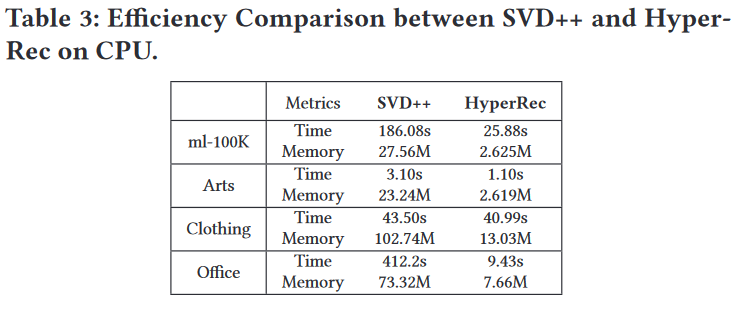 Table 3: Efficiency Comparison between SVD++ and Hyper-
Rec on CPU.
Metrics SVD++ HyperRec
ml-100K
Time 186.08s 25.88s
Memory 27.56M 2.625M
Arts
Time 3.10s 1.10s
Memory 23.24M 2.619M
Clothing
Time 43.50s 40.99s
Memory 102.74M 13.03M
Office
Time 412.2s 9.43s
Memory 73.32M 7.66M